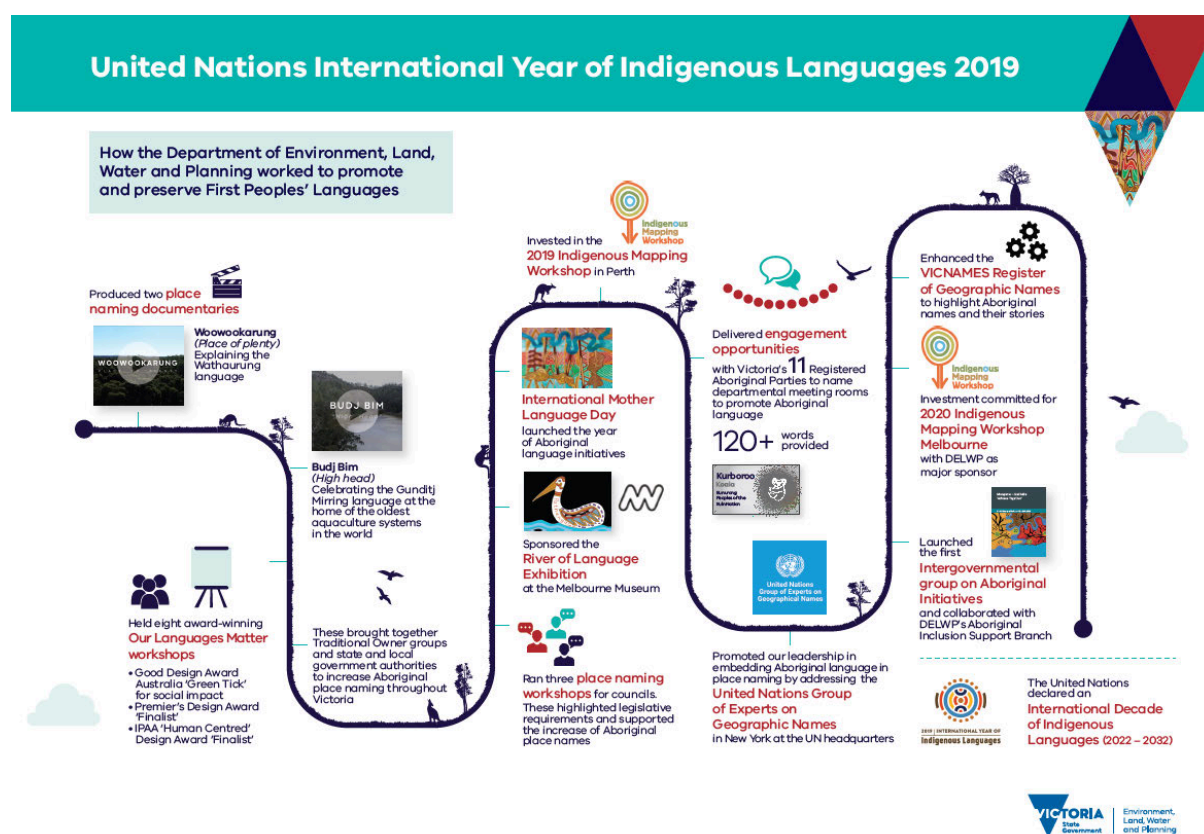 United Nations International Year of Indigenous Languages 2019
How the Department of Environment, Land,
Water and Planning worked to promote
and preserve First Peoples' Languages
Produced two place
naming documentaries
WOOWOOKARUNG
Woowookarung
(Place of plenty)
Explaining the
Wathaurung
language
BUDJ BIM
Budj Bim
(High head)
Celebrating the Gunditj
Mirring language at the
home of the oldest
aquaculture systems
in the world
Held eight award-winning
Our Languages Matter
workshops
• Good Design Award
Australia 'Green Tick'
for social impact
• Premier's Design Award
'Finalist'
• IPAA 'Human Centred'
Design Award 'Finalist'
These brought together
Traditional Owner groups
and state and local
government authorities
to increase Aboriginal
place naming throughout
Victoria
Invested in the
2019 Indigenous Mapping
Workshop in Perth
Indigenous
Mapping
Workshop
International Mother
Language Day
launched the year
of Aboriginal
language initiatives
Sponsored the
River of Language
Exhibition
at the Melbourne Museum
Ran three place naming
workshops for councils.
These highlighted legislative
requirements and supported
the increase of Aboriginal
place names
Delivered engagement
opportunities
with Victoria's 11 Registered
Aboriginal Parties to name
departmental meeting rooms
to promote Aboriginal
language
120+ words
provided
Kurboroo
Koala
Peoples of the
United Nations
Group of Experts on
Geographical Names
Promoted our leadership in
embedding Aboriginal language in
place naming by addressing the
United Nations Group
of Experts on
Geographic Names
in New York at the UN headquarters
Enhanced the
VICNAMES Register
of Geographic Names
to highlight Aboriginal
names and their stories
Indigenous
Mapping
Workshop
Investment committed for
2020 Indigenous
Mapping Workshop
Melbourne
with DELWP as
major sponsor
Launched
the first
Intergovernmental
group on Aboriginal
Initiatives
and collaborated with
DELWP's Aboriginal
Inclusion Support Branch
2019 | INTERNATIONAL YEAR OF
Indigenous Languages
The United Nations
declared an
International Decade
of Indigenous
Languages (2022 – 2032)
VICTORIA
State
Government
Environment,
Land, Water
and Planning